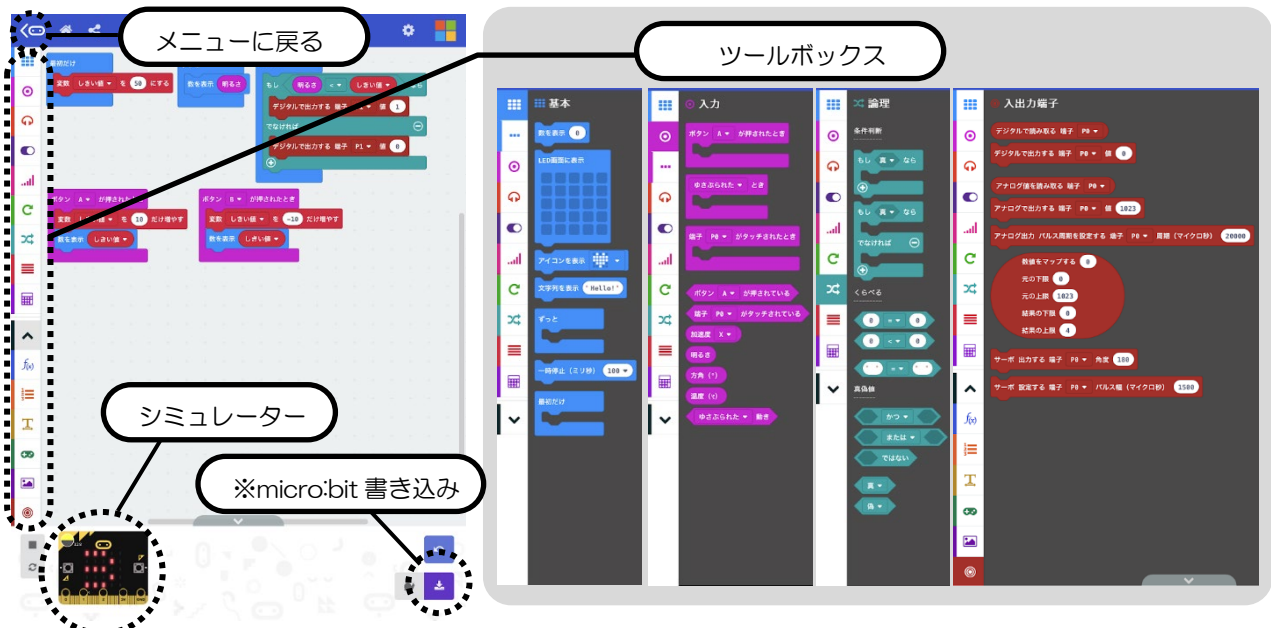 メニューに戻る
ツールボックス
シミュレーター
※micro:bit 書き込み
最初だけ
変数 しきい値 を 50 にする
数を表示 明るさ
もし 明るさ < しきい値 なら
デジタルで出力する 端子 値 1
でなければ
デジタルで出力する 端子 P1 値 0
ボタン A が押された
変数 しきい値 を 10 だけ増やす
数を表示 しきい値
ボタン B が押されたとき
変数 しきい値 を -10 だけ増やす
数を表示 しきい値
基本
数を表示 0
LED画面に表示
アイコンを表示
文字列を表示 "Hello!"
ずっと
一時停止 (ミリ秒) 100
最初だけ
入力
ボタン A が押されたとき
ゆさぶられた とき
端子 P0 がタッチされたとき
ボタン A が押されている
端子 P0 がタッチされている
加速度 X
明るさ
方角 (°)
温度 (℃)
ゆさぶられた 動き
論理
条件判断
もし 真 なら
もし 真 なら
でなければ
くらべる
0 = 0
0 < 0
" " = " "
真偽値
かつ
または
ではない
真
偽
入出力端子
デジタルで読み取る 端子 P0
デジタルで出力する 端子 P0 値 0
アナログ値を読み取る 端子 P0
アナログで出力する 端子 P0 値 1023
アナログ出力 パルス周期を設定する 端子 P0 周期 (マイクロ秒) 20000
数値をマップする 0
元の下限 0
元の上限 1023
結果の下限 0
結果の上限 4
サーボ 出力する 端子 P0 角度 180
サーボ 設定する 端子 P0 パルス幅 (マイクロ秒) 1500